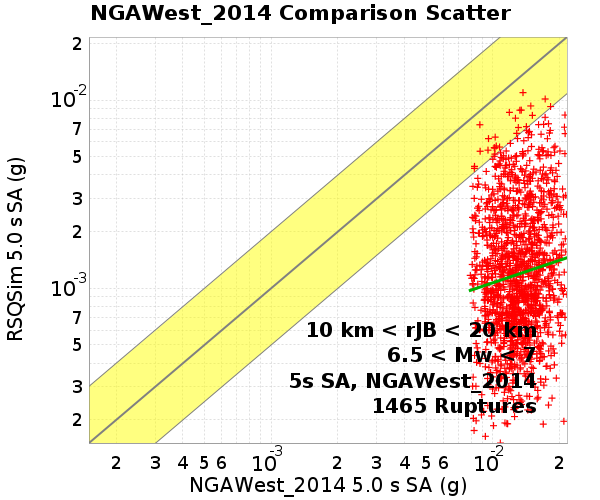 NGAWest_2014 Comparison Scatter
2
10-2
7
5
3
2
10-3
7
5
3
2
RSQSim 5.0 s SA (g)
10 km < rJB < 20 km
6.5 < Mw < 7
5s SA, NGAWest_2014
1465 Ruptures
2 3 4 5 6 10-3 2 3 4 5 6 10-2 2
NGAWest_2014 5.0 s SA (g)